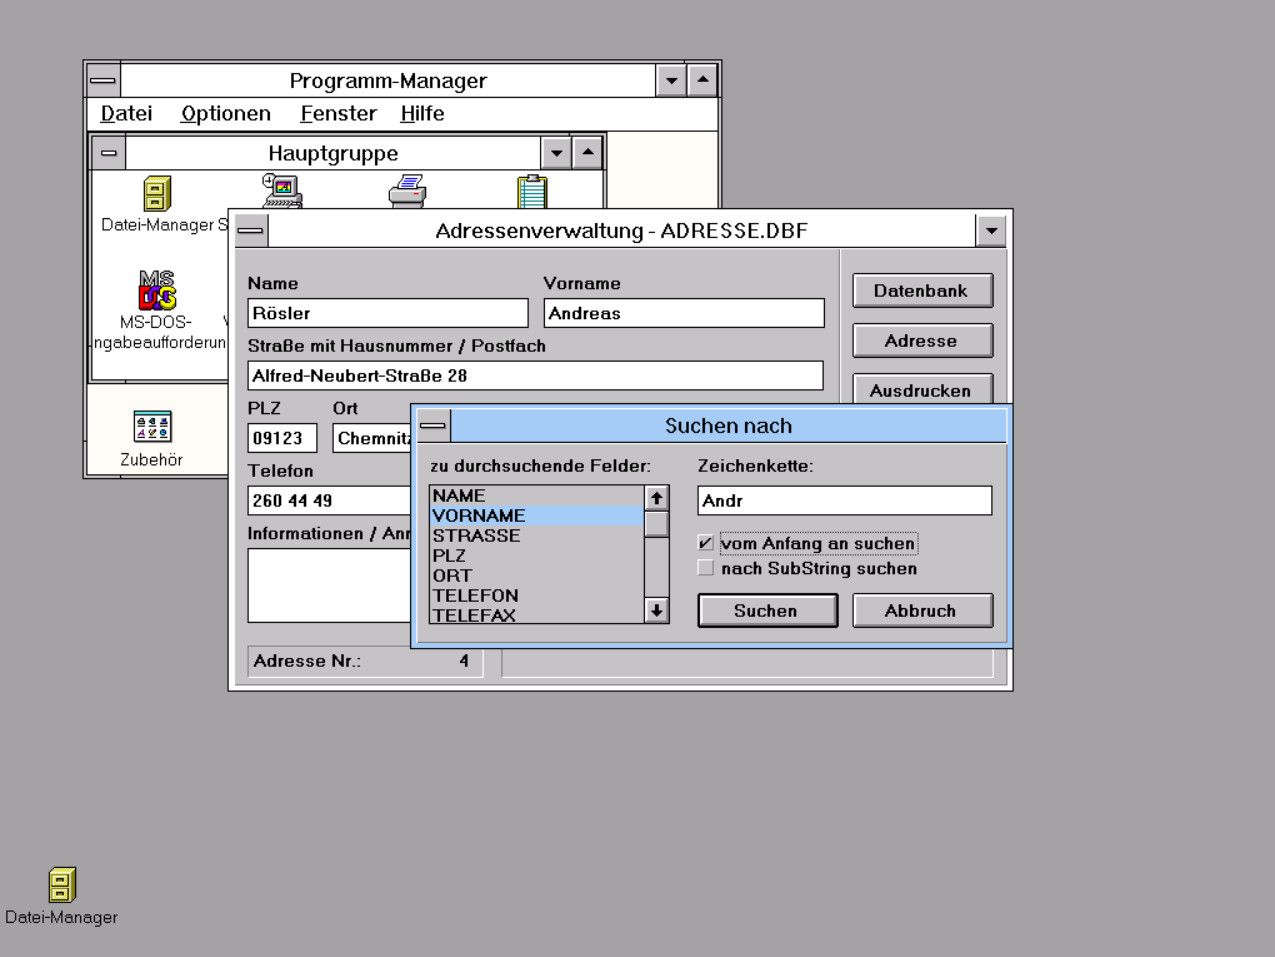 Programm-Manager
Datei Optionen Fenster Hilfe
Hauptgruppe
Datei-Manager S
MS
DOS
MS-DOS-
ngabeaufforderun
Zubehör
Adressenverwaltung - ADRESSE.DBF
Name Vorname
Rösler Andreas
Straße mit Hausnummer / Postfach
Alfred-Neubert-Straße 28
PLZ Ort
09123 Chemnitz
Telefon
260 44 49
Informationen / Anm
Adresse Nr.: 4
Datenbank
Adresse
Ausdrucken
Suchen nach
zu durchsuchende Felder:
NAME
VORNAME
STRASSE
PLZ
ORT
TELEFON
TELEFAX
Zeichenkette:
Andr
vom Anfang an suchen
nach SubString suchen
Suchen Abbruch
Datei-Manager